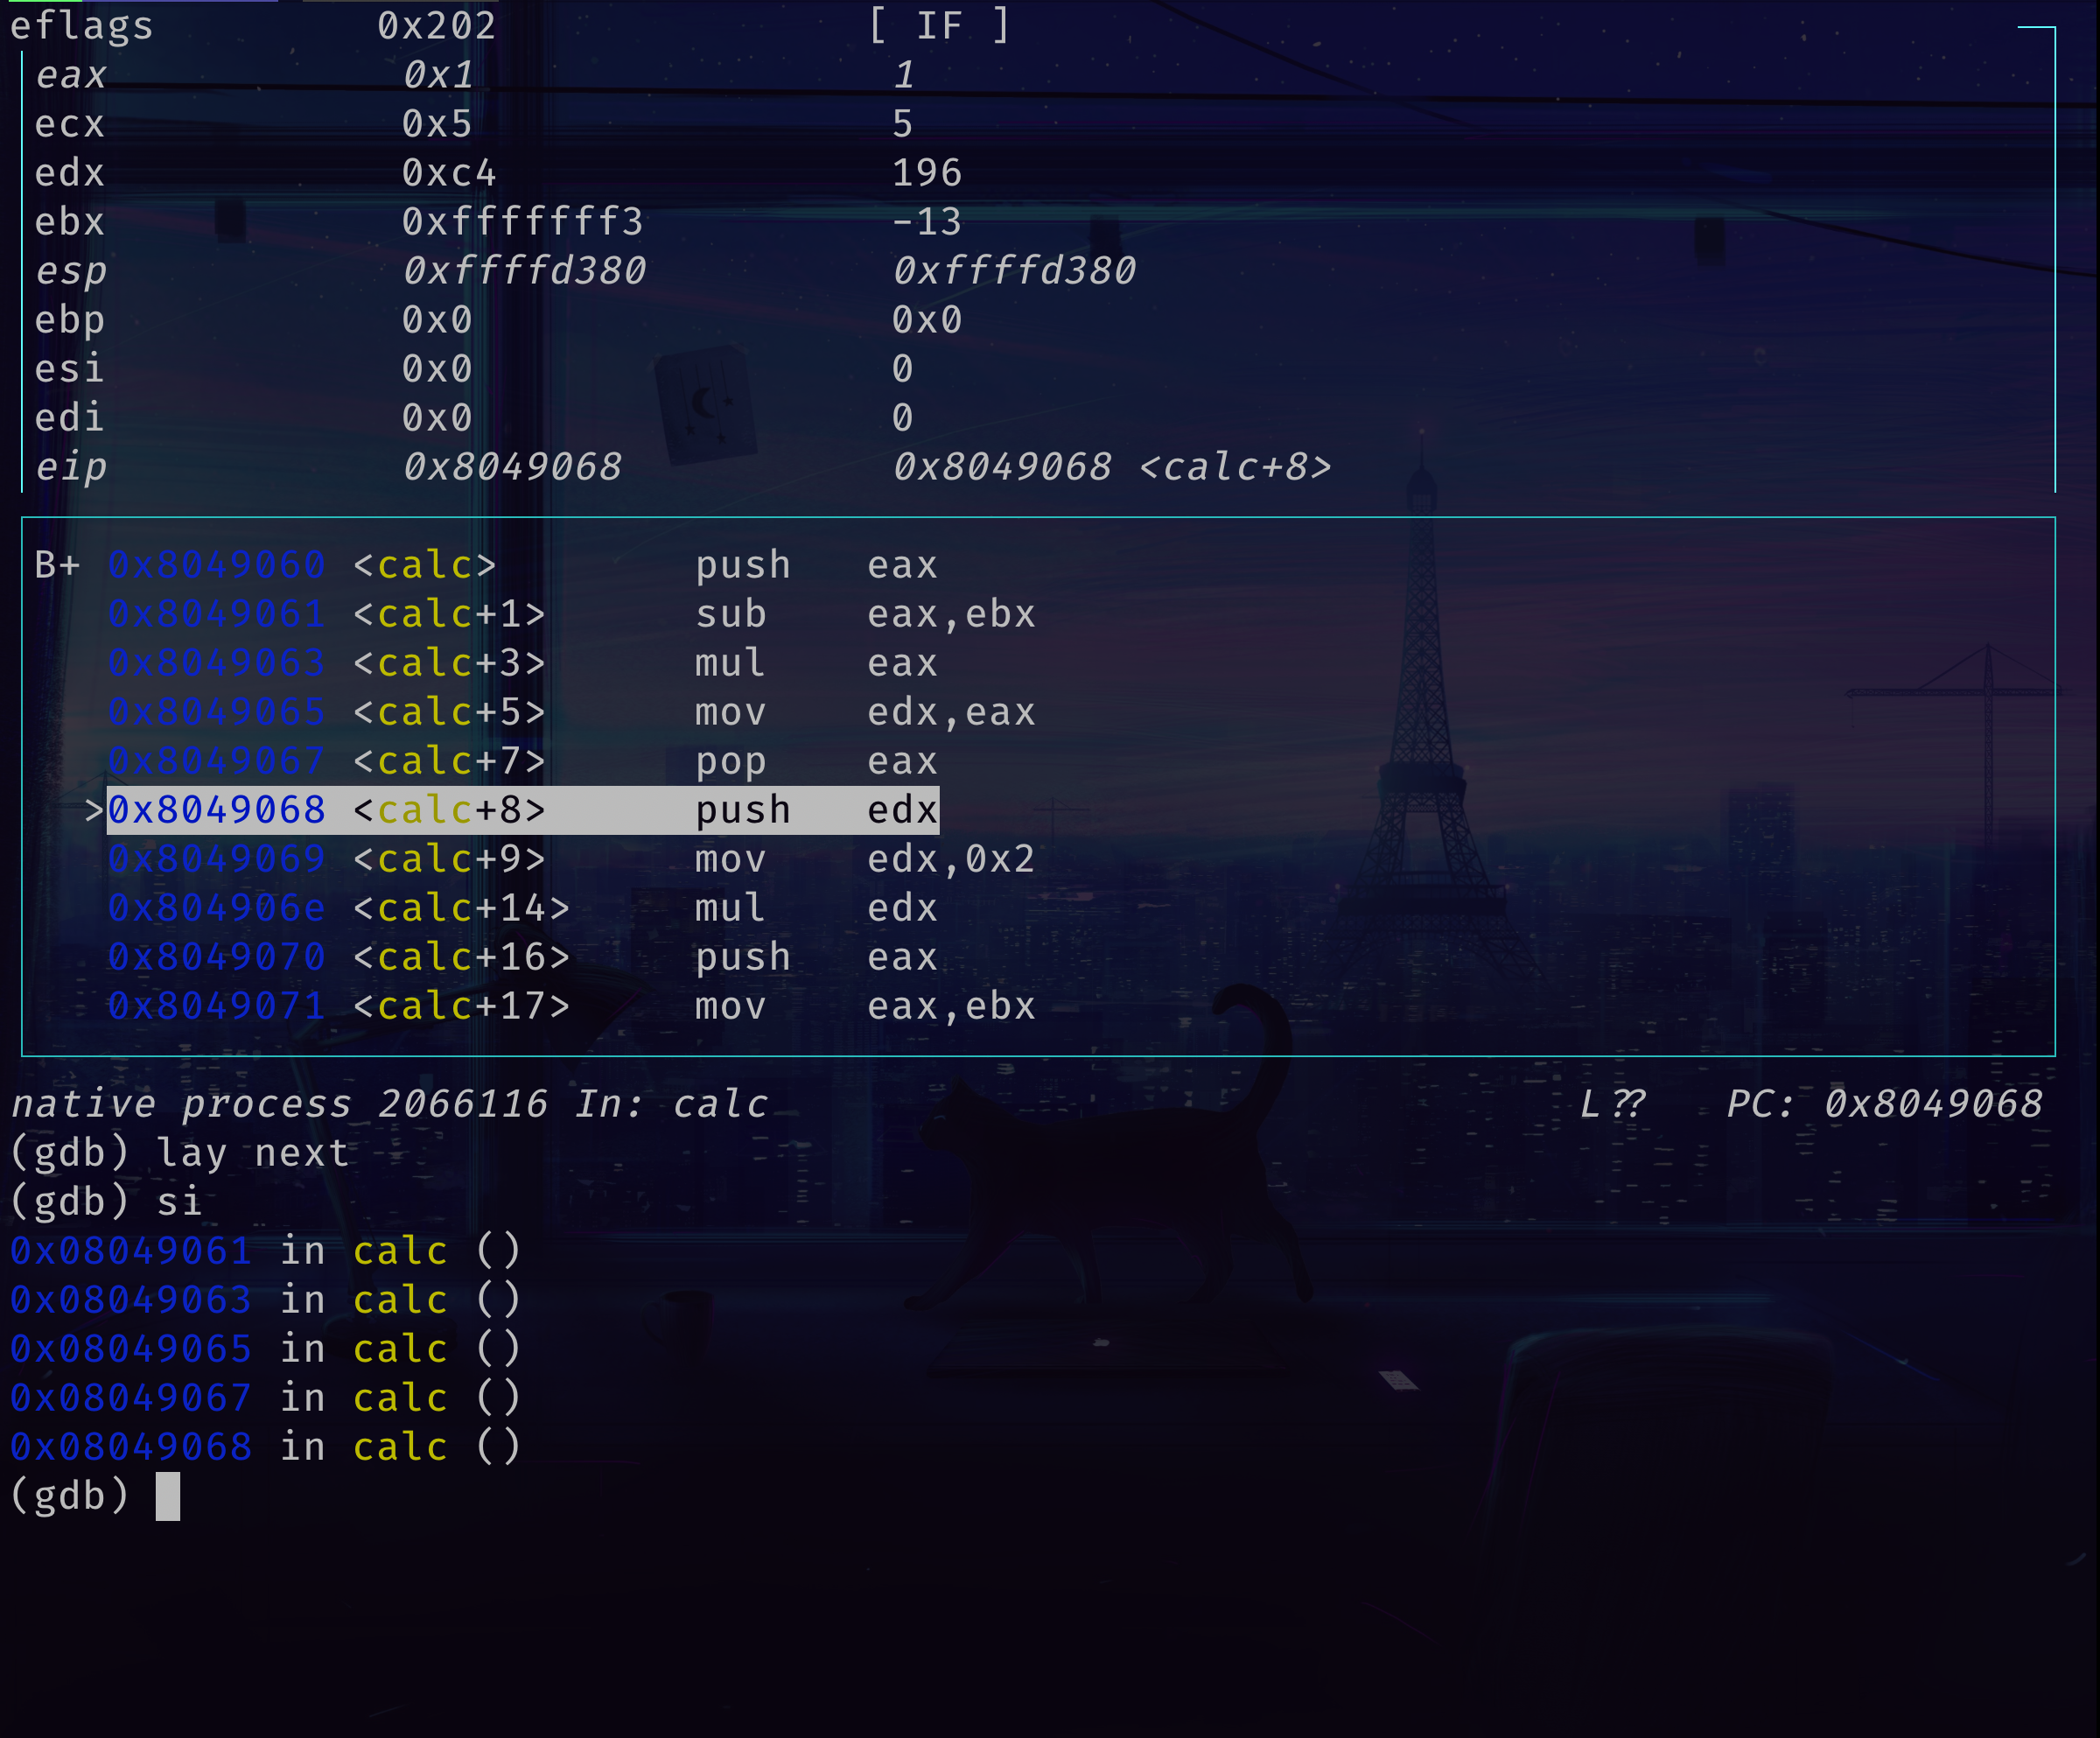 eflags 0x202 [ IF ]
eax 0x1 1
ecx 0x5 5
edx 0xc4 196
ebx 0xfffffff3 -13
esp 0xffffd380 0xffffd380
ebp 0x0 0x0
esi 0x0 0
edi 0x0 0
eip 0x8049068 0x8049068 <calc+8>
B+ 0x8049060 <calc> push eax
0x8049061 <calc+1> sub eax,ebx
0x8049063 <calc+3> mul eax
0x8049065 <calc+5> mov edx,eax
0x8049067 <calc+7> pop eax
>0x8049068 <calc+8> push edx
0x8049069 <calc+9> mov edx,0x2
0x804906e <calc+14> mul edx
0x8049070 <calc+16> push eax
0x8049071 <calc+17> mov eax,ebx
native process 2066116 In: calc L?? PC: 0x8049068
(gdb) lay next
(gdb) si
0x08049061 in calc ()
0x08049063 in calc ()
0x08049065 in calc ()
0x08049067 in calc ()
0x08049068 in calc ()
(gdb)